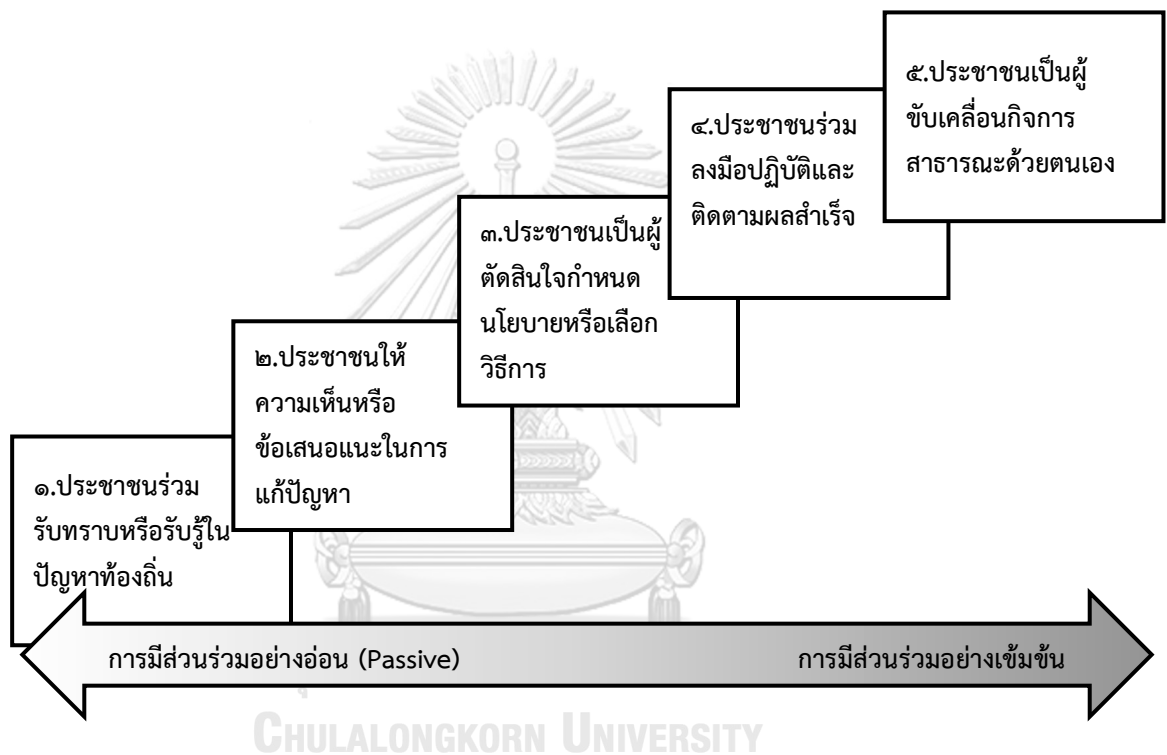 ๑.ประชาชนร่วม
รับทราบหรือรับรู้ใน
ปัญหาท้องถิ่น
๒.ประชาชนให้
ความเห็นหรือ
ข้อเสนอแนะในการ
แก้ปัญหา
๓.ประชาชนเป็นผู้
ตัดสินใจกำหนด
นโยบายหรือเลือก
วิธีการ
๔.ประชาชนร่วม
ลงมือปฏิบัติและ
ติดตามผลสำเร็จ
๕.ประชาชนเป็นผู้
ขับเคลื่อนกิจการ
สาธารณะด้วยตนเอง
การมีส่วนร่วมอย่างอ่อน (Passive)
การมีส่วนร่วมอย่างเข้มข้น
CHULALONGKORN UNIVERSITY